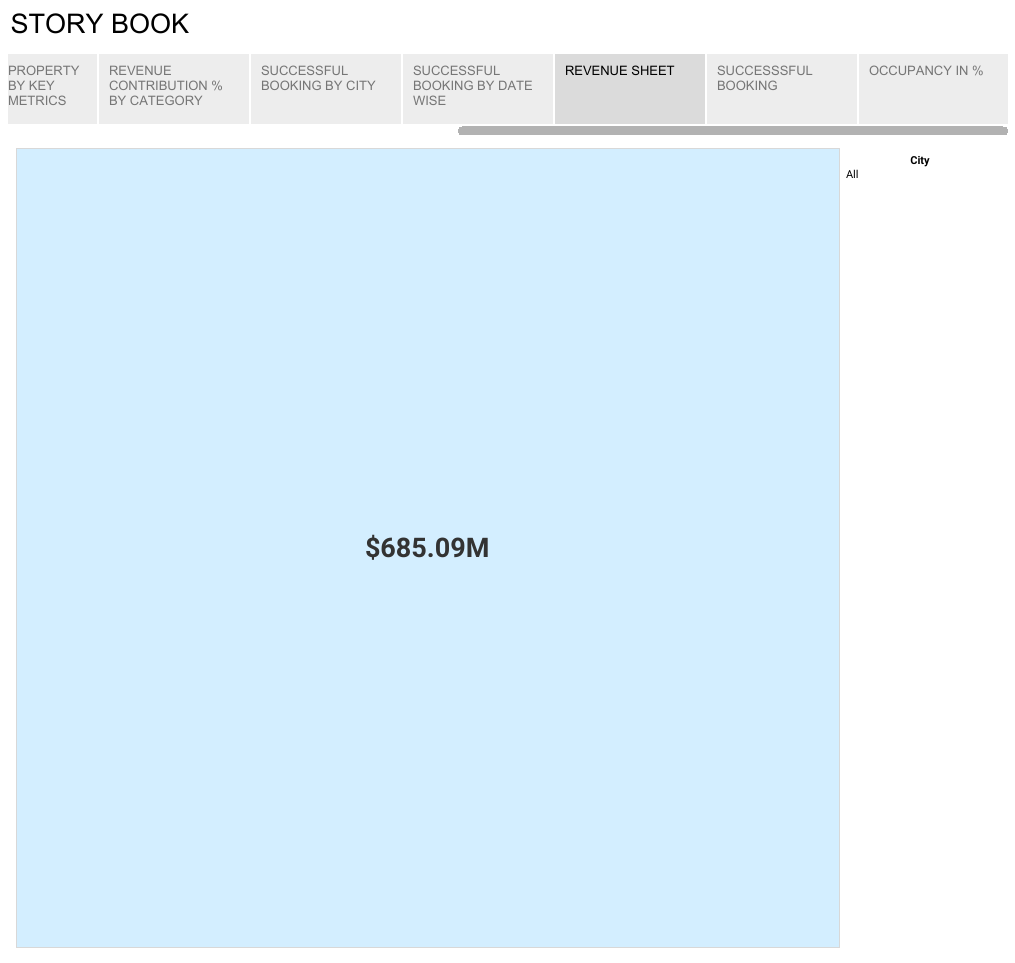 STORY BOOK
PROPERTY
BY KEY
METRICS
REVENUE
CONTRIBUTION %
BY CATEGORY
SUCCESSFUL
BOOKING BY CITY
SUCCESSFUL
BOOKING BY DATE
WISE
REVENUE SHEET
SUCCESSSFUL
BOOKING
OCCUPANCY IN %
City
All
$685.09M